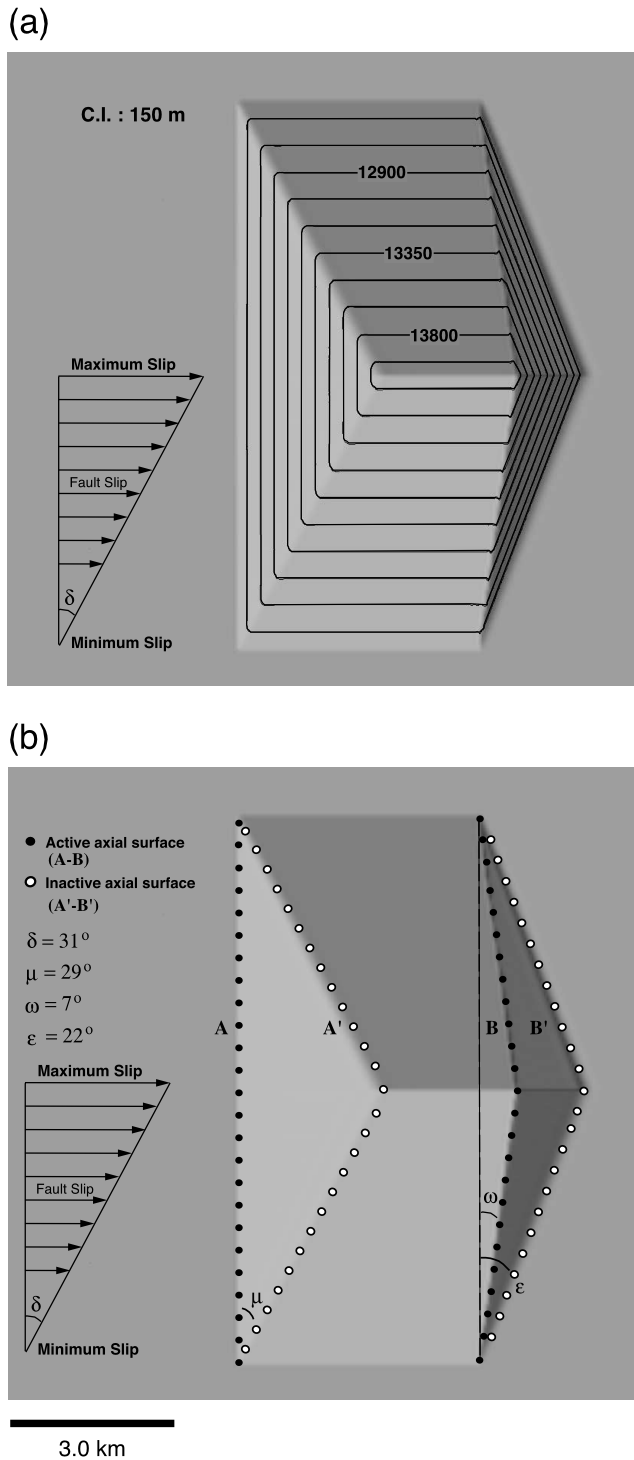 (a)
C.I. : 150 m
12900
13350
13800
Maximum Slip
Fault Slip
δ
Minimum Slip
(b)
Active axial surface
(A-B)
Inactive axial surface
(A'-B')
δ = 31°
μ = 29°
ω = 7°
ε = 22°
A
A'
B
B'
Maximum Slip
Fault Slip
ω
ε
μ
δ
Minimum Slip
3.0 km